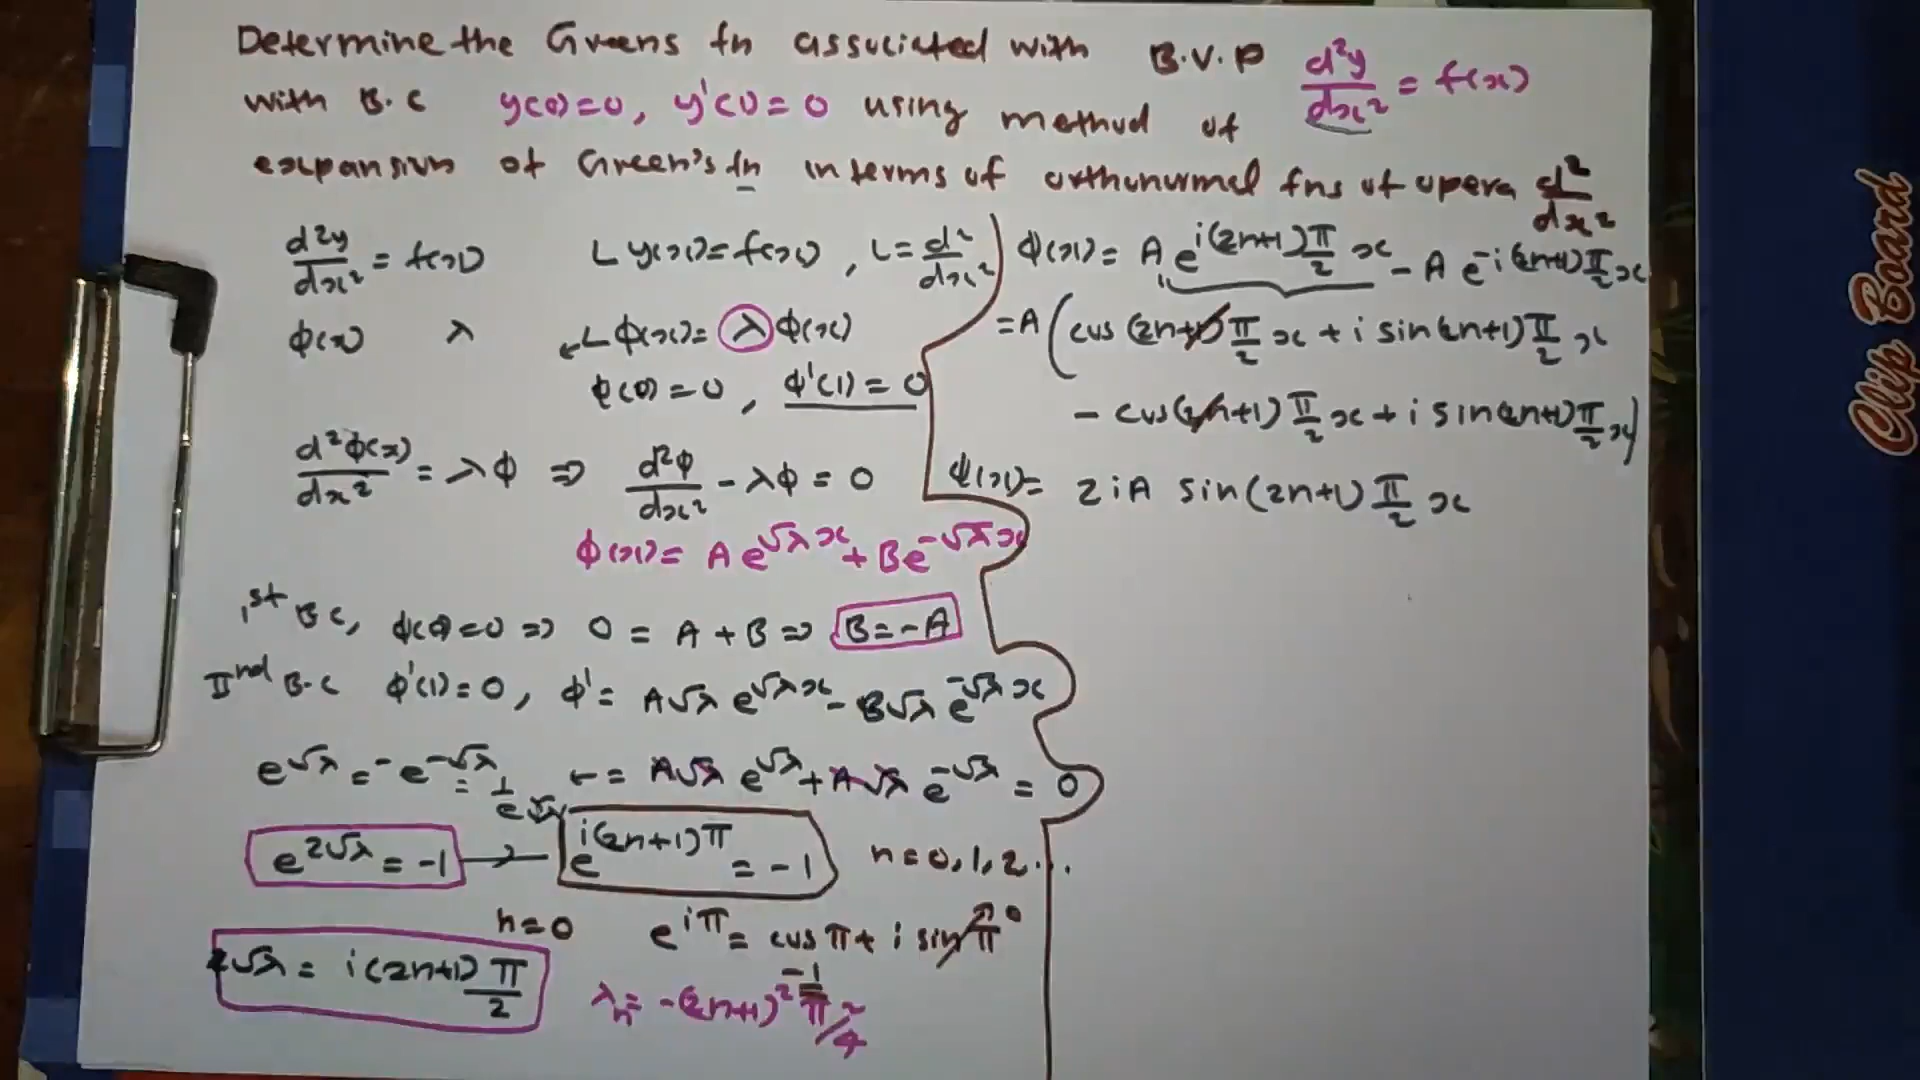 Determine the Greens fn associated with B.V.P d²y/dx² = f(x)
with B.C y(0)=0, y'(1)=0 using method of
expansion of Green's fn in terms of orthonormal fns of opera d²/dx²
d²y/dx² = f(x)   L y(x)=f(x), L=d²/dx²
φ(x)   λ   L φ(x)= λ φ(x)
φ(0)=0, φ'(1)=0
d²φ(x)/dx² = λφ ⇒ d²φ/dx² - λφ = 0
φ(x)= A e^{√λ x} + B e^{-√λ x}
1st B C, φ(0)=0 ⇒ 0 = A + B ⇒ B=-A
IInd B.C φ'(1)=0, φ'= A√λ e^{√λ x} - B√λ e^{-√λ x}
e^{√λ} = - e^{-√λ} = 1/e^{√λ} ← = A√λ e^{√λ} + A√λ e^{-√λ} = 0
e^{2√λ} = -1 → e^{i(2n+1)π} = -1   n=0,1,2...
n=0   e^{iπ} = cos π + i sin π 0
-1
2√λ = i(2n+1) π/2   λn = -(2n+1)² π²/4
φ(x)= A e^{i(2n+1)π/2 x} - A e^{-i(2n+1)π/2 x}
= A ( cos (2n+1) π/2 x + i sin(2n+1) π/2 x
- cos(2n+1) π/2 x + i sin(2n+1) π/2 x)
φ(x)= 2iA sin(2n+1) π/2 x
Clip Board